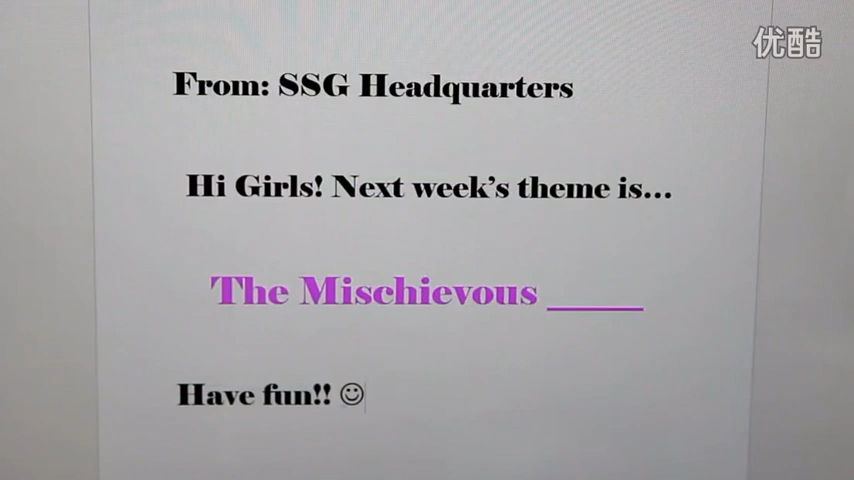 优酷
From: SSG Headquarters
Hi Girls! Next week's theme is...
The Mischievous _____
Have fun!! ☺